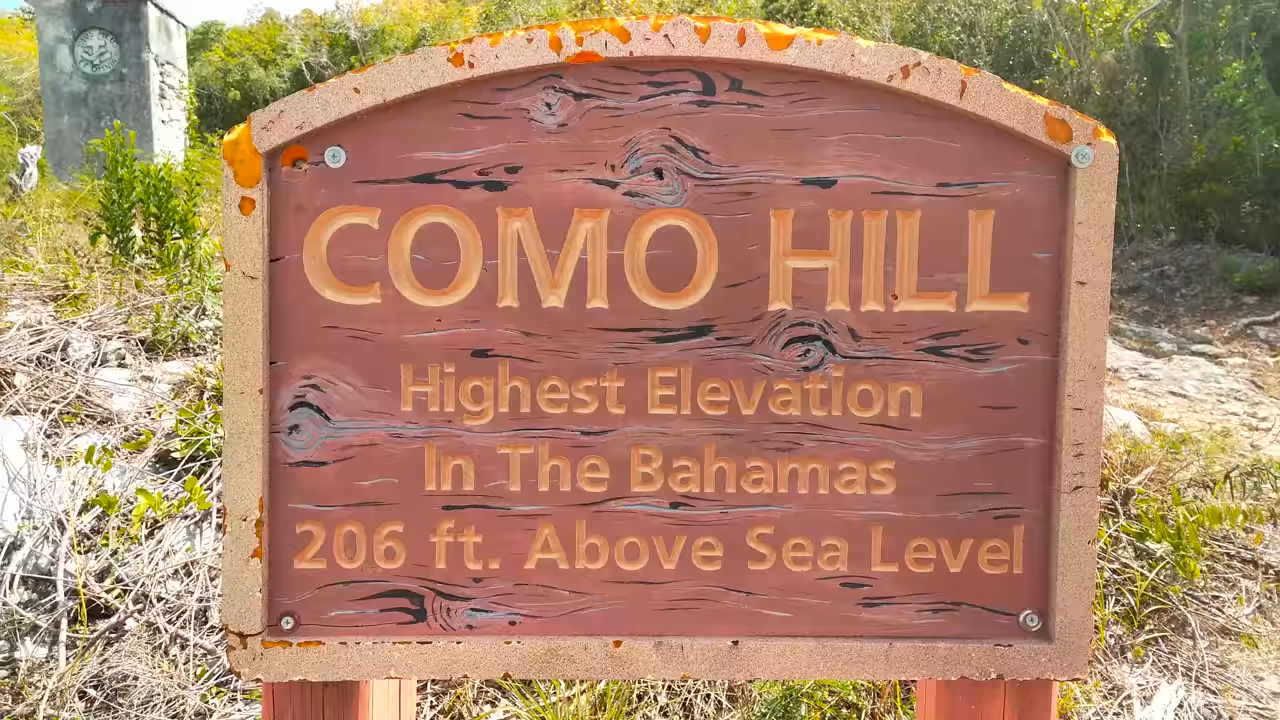 COMO HILL
Highest Elevation
In The Bahamas
206 ft. Above Sea Level